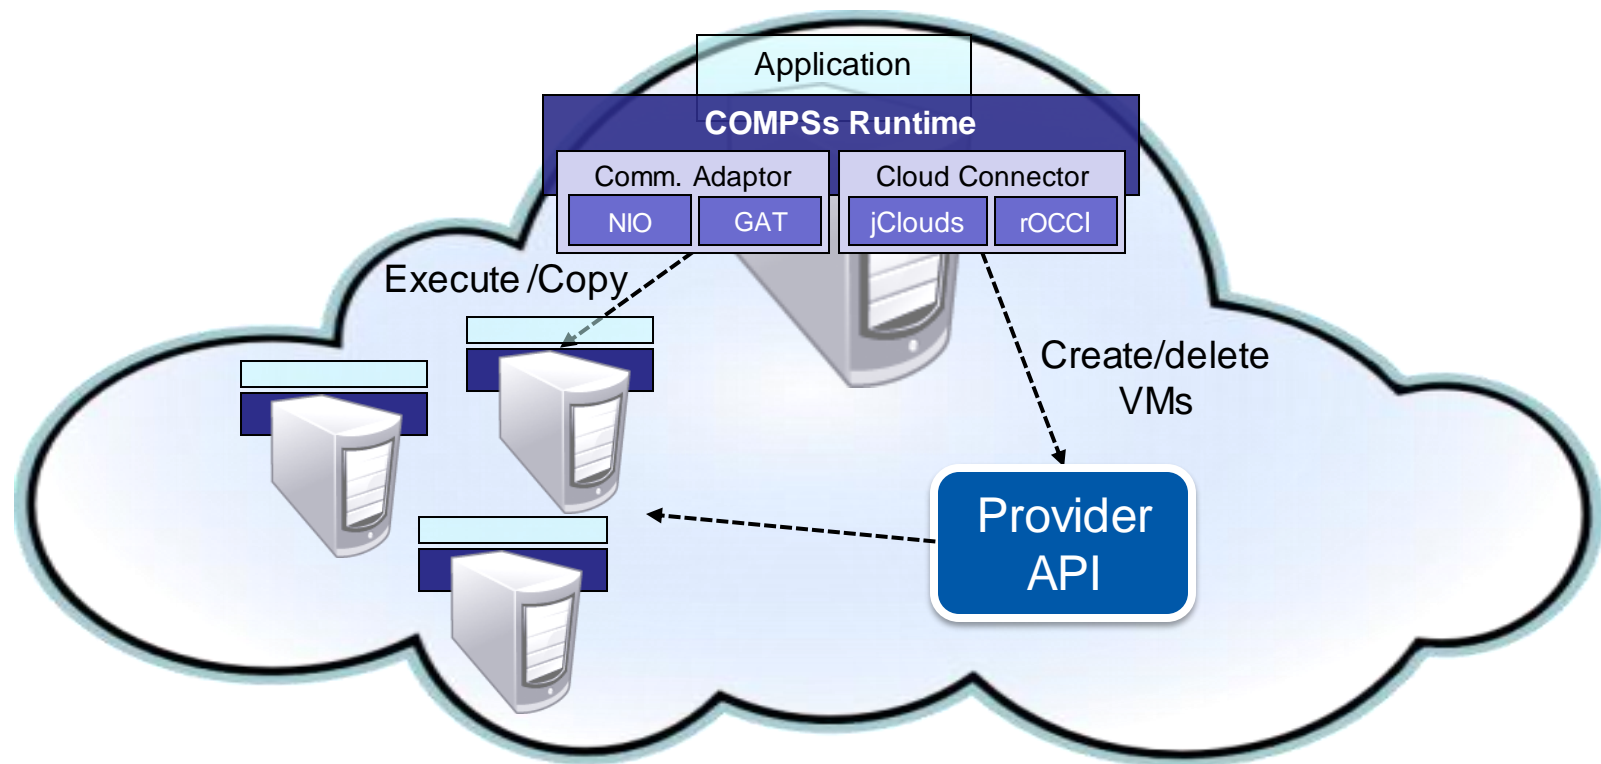 Application
COMPSs Runtime
Comm. Adaptor
Cloud Connector
NIO
GAT
jClouds
rOCCI
Execute /Copy
Create/delete
VMs
Provider
API